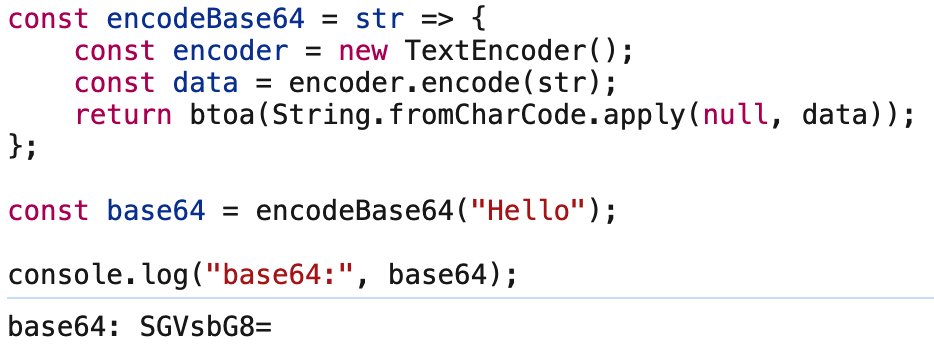 const encodeBase64 = str => {
    const encoder = new TextEncoder();
    const data = encoder.encode(str);
    return btoa(String.fromCharCode.apply(null, data));
};

const base64 = encodeBase64("Hello");

console.log("base64:", base64);
base64: SGVsbG8=